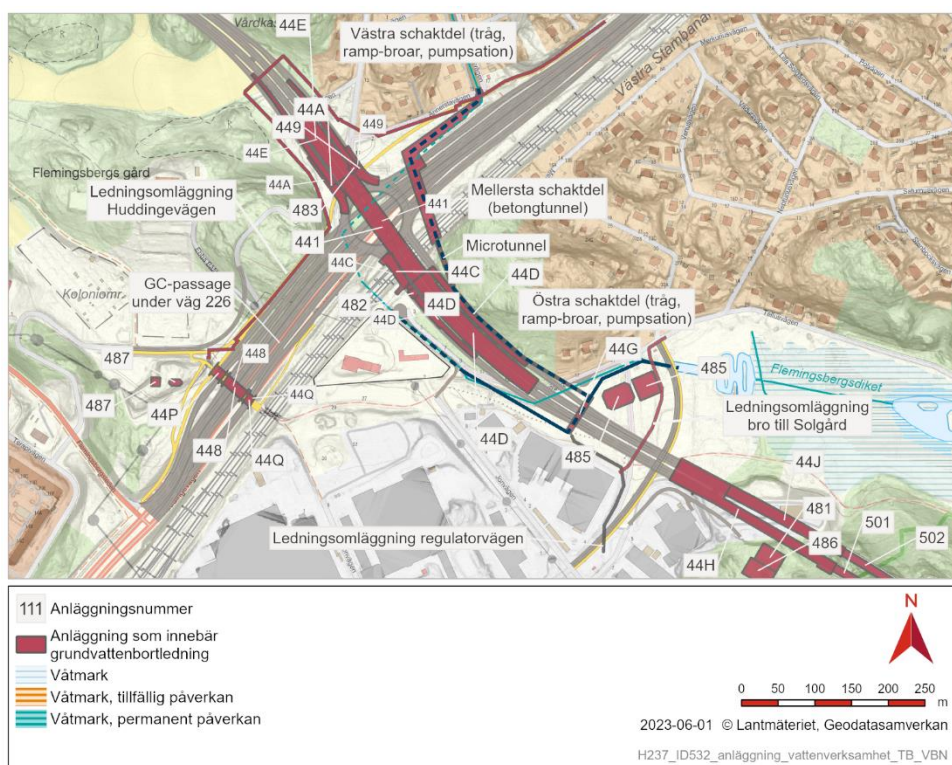 44E
Vårdka
Västra schaktdel (tråg,
ramp-broar, pumpsation)
Västra Stambanan
Merkuriusvägen
44A
449
449
44E
Flemingsbergs gård
44A
Ledningsomläggning
Huddingevägen
483
441
441
Mellersta schaktdel
(betongtunnel)
Microtunnel
44C
44C
44D
GC-passage
under väg 226
Koloniomr.
482
44D
44D
Östra schaktdel (tråg,
ramp-broar, pumpsation)
487
448
44G
485
Flemingsbergsdiket
487
44P
44Q
Ledningsomläggning
bro till Solgård
448
44Q
44D
485
44J
481
501
486
502
Ledningsomläggning regulatorvägen
44H
111 Anläggningsnummer
Anläggning som innebär
grundvattenbortledning
Våtmark
Våtmark, tillfällig påverkan
Våtmark, permanent påverkan
N
0 50 100 150 200 250
m
2023-06-01 © Lantmäteriet, Geodatasamverkan
H237_ID532_anläggning_vattenverksamhet_TB_VBN